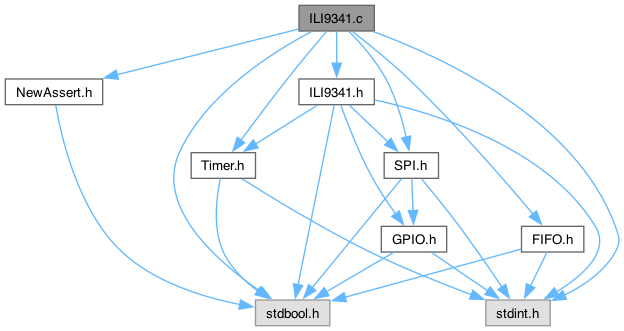 ILI9341.c
NewAssert.h
ILI9341.h
Timer.h
SPI.h
GPIO.h
FIFO.h
stdbool.h
stdint.h